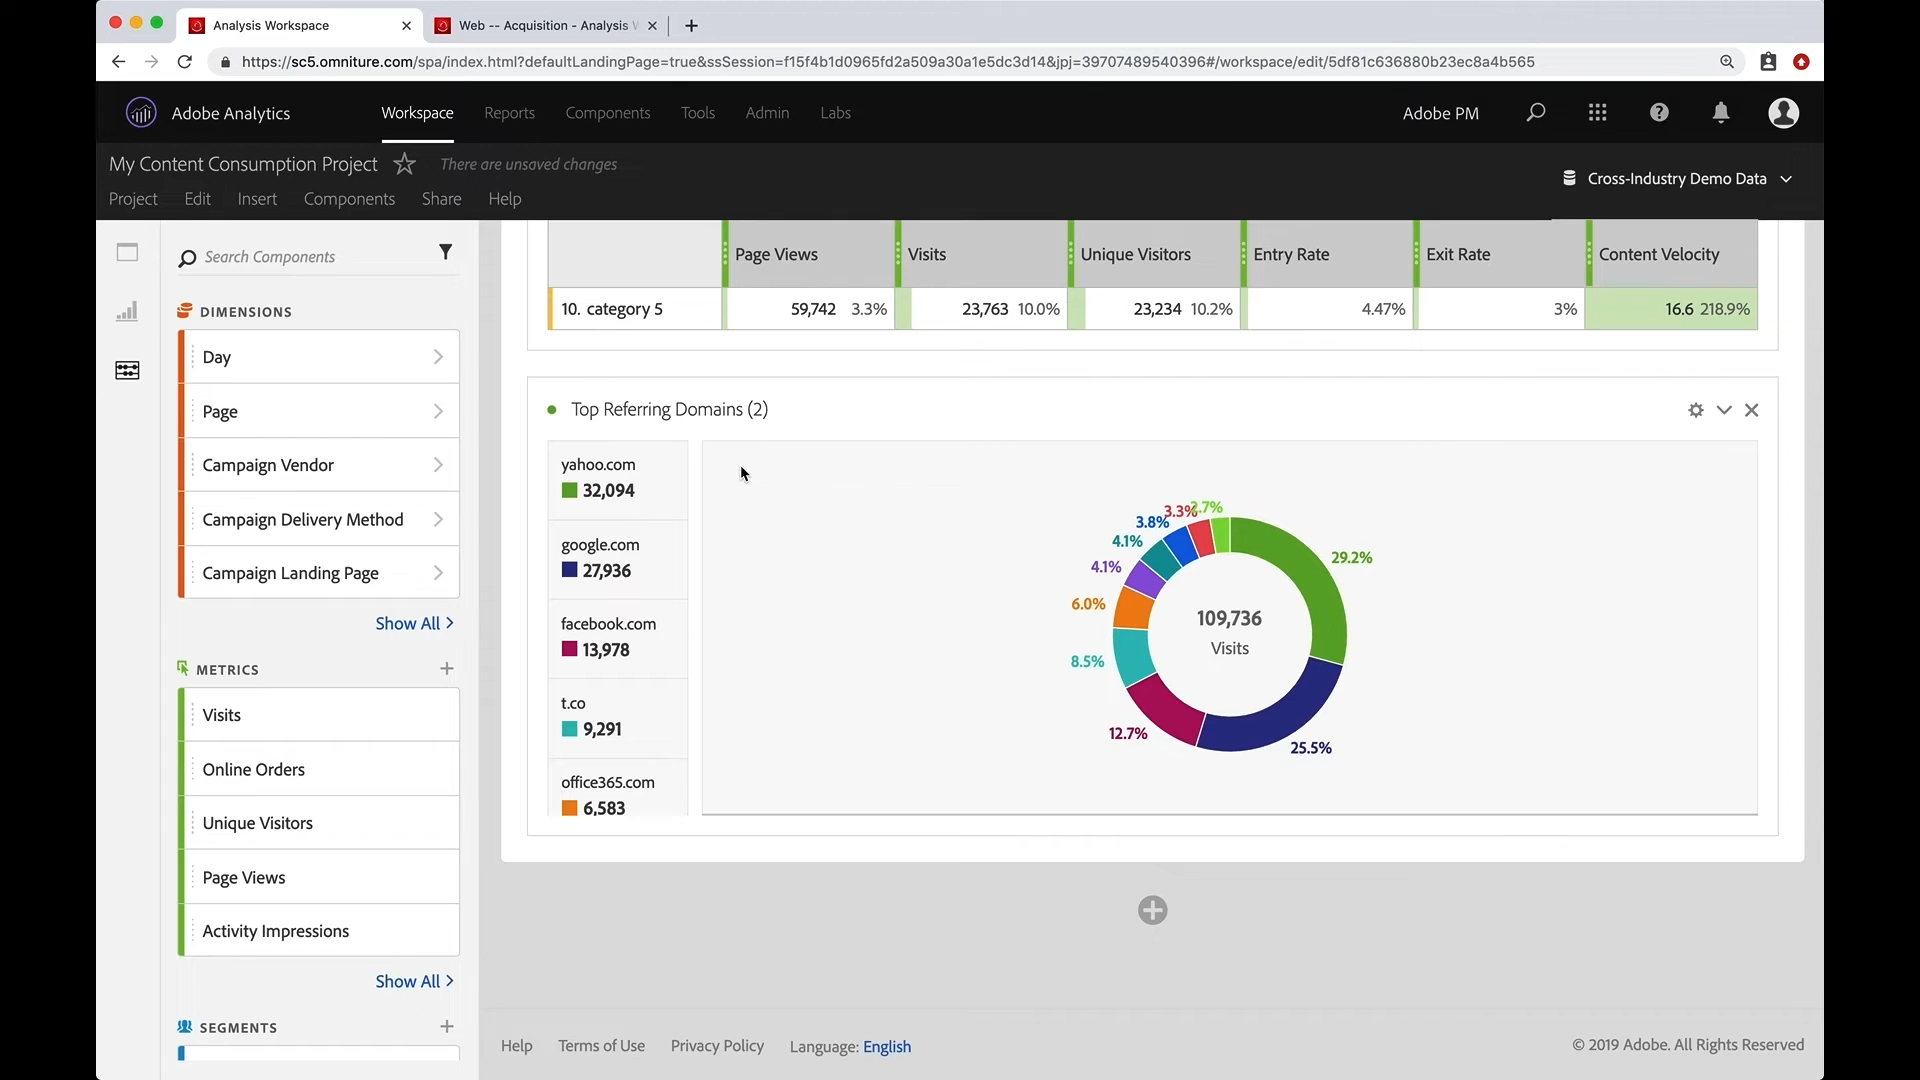 Analysis Workspace
Web -- Acquisition - Analysis W
https://sc5.omniture.com/spa/index.html?defaultLandingPage=true&ssSession=f15f4b1d0965fd2a509a30a1e5dc3d14&jpj=39707489540396#/workspace/edit/5df81c636880b23ec8a4b565
Adobe Analytics Workspace Reports Components Tools Admin Labs Adobe PM
My Content Consumption Project There are unsaved changes
Cross-Industry Demo Data
Project Edit Insert Components Share Help
Search Components
DIMENSIONS
Day
Page
Campaign Vendor
Campaign Delivery Method
Campaign Landing Page
Show All
METRICS
Visits
Online Orders
Unique Visitors
Page Views
Activity Impressions
Show All
SEGMENTS
Page Views Visits Unique Visitors Entry Rate Exit Rate Content Velocity
10. category 5 59,742 3.3% 23,763 10.0% 23,234 10.2% 4.47% 3% 16.6 218.9%
Top Referring Domains (2)
yahoo.com
32,094
google.com
27,936
facebook.com
13,978
t.co
9,291
office365.com
6,583
29.2%
25.5%
12.7%
8.5%
6.0%
4.1%
4.1%
3.8%
3.3%
2.7%
109,736
Visits
Help Terms of Use Privacy Policy Language: English
© 2019 Adobe. All Rights Reserved